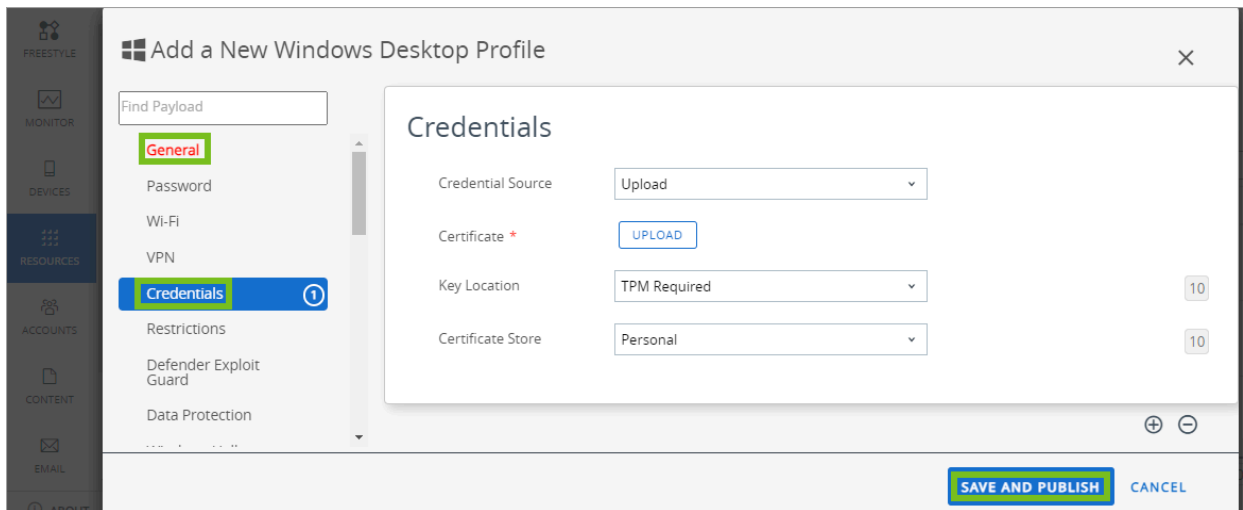 FREESTYLE
MONITOR
DEVICES
RESOURCES
ACCOUNTS
CONTENT
EMAIL
ABOUT
Add a New Windows Desktop Profile
Find Payload
General
Password
Wi-Fi
VPN
Credentials 1
Restrictions
Defender Exploit
Guard
Data Protection
Credentials
Credential Source Upload
Certificate * UPLOAD
Key Location TPM Required 10
Certificate Store Personal 10
SAVE AND PUBLISH CANCEL